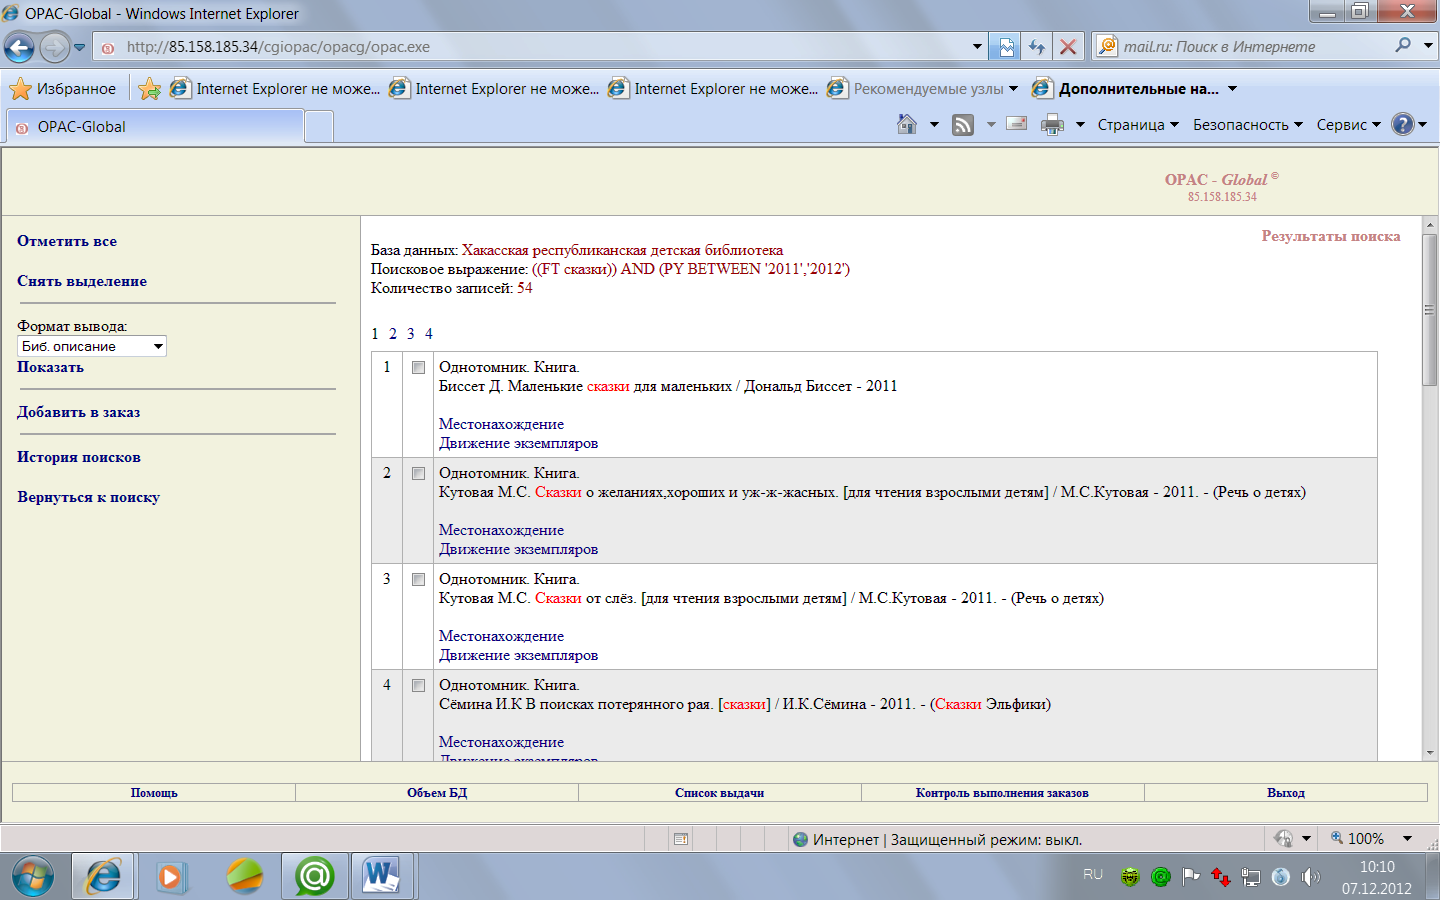 OPAC-Global - Windows Internet Explorer
http://85.158.185.34/cgiopac/opacg/opac.exe
mail.ru: Поиск в Интернете
Избранное
Internet Explorer не може...
Internet Explorer не може...
Internet Explorer не може...
Рекомендуемые узлы
Дополнительные на...
OPAC-Global
Страница
Безопасность
Сервис
OPAC - Global ©
85.158.185.34
Отметить все
Снять выделение
Формат вывода:
Биб. описание
Показать
Добавить в заказ
История поисков
Вернуться к поиску
Результаты поиска
База данных: Хакасская республиканская детская библиотека
Поисковое выражение: ((FT сказки)) AND (PY BETWEEN '2011','2012')
Количество записей: 54
1 2 3 4
1
Однотомник. Книга.
Биссет Д. Маленькие сказки для маленьких / Дональд Биссет - 2011
Местонахождение
Движение экземпляров
2
Однотомник. Книга.
Кутовая М.С. Сказки о желаниях,хороших и уж-ж-жасных. [для чтения взрослыми детям] / М.С.Кутовая - 2011. - (Речь о детях)
Местонахождение
Движение экземпляров
3
Однотомник. Книга.
Кутовая М.С. Сказки от слёз. [для чтения взрослыми детям] / М.С.Кутовая - 2011. - (Речь о детях)
Местонахождение
Движение экземпляров
4
Однотомник. Книга.
Сёмина И.К В поисках потерянного рая. [сказки] / И.К.Сёмина - 2011. - (Сказки Эльфики)
Местонахождение
Движение экземпляров
Помощь
Объем БД
Список выдачи
Контроль выполнения заказов
Выход
Интернет | Защищенный режим: выкл.
100%
RU
10:10
07.12.2012